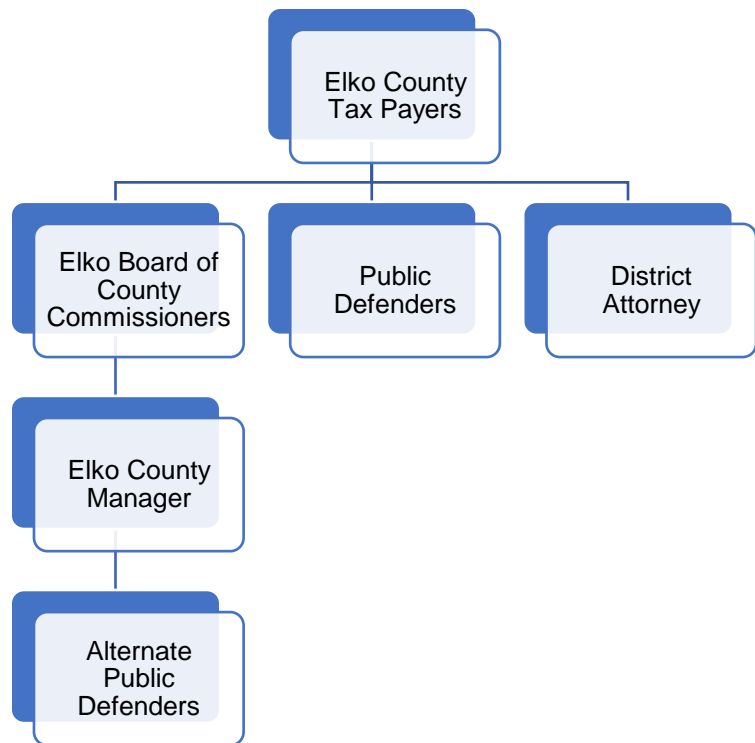 Elko County
Tax Payers
Elko Board of
County
Commissioners
Public
Defenders
District
Attorney
Elko County
Manager
Alternate
Public
Defenders